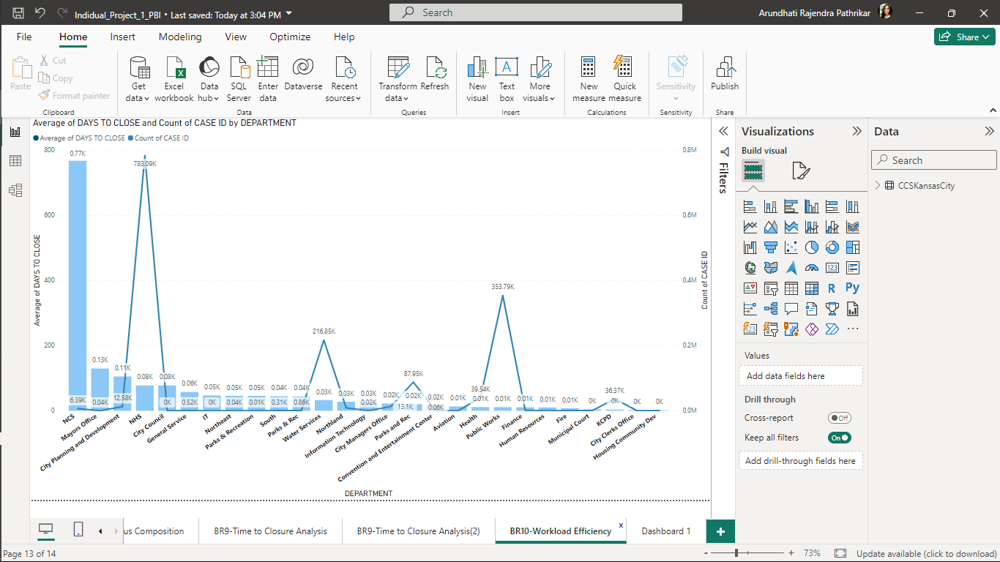 Indidual_Project_1_PBI • Last saved: Today at 3:04 PM
Search
Arundhati Rajendra Pathrikar
File Home Insert Modeling View Optimize Help
Share
Paste
Cut
Copy
Format painter
Clipboard
Get data
Excel workbook
Data hub
SQL Server
Enter data
Dataverse
Recent sources
Data
Transform data
Refresh
Queries
New visual
Text box
More visuals
Insert
New measure
Quick measure
Calculations
Sensitivity
Sensitivity
Publish
Share
Average of DAYS TO CLOSE and Count of CASE ID by DEPARTMENT
Average of DAYS TO CLOSE Count of CASE ID
Average of DAYS TO CLOSE
800
600
400
200
0
0.77K 0.13K 0.11K 0.08K 0.08K 0.06K 0.05K 0.05K 0.05K 0.04K 0.04K 0.03K 0.03K 0.03K 0.02K 0.02K 0.02K 0.01K 0.01K 0.01K 0.01K 0.01K 0.01K 0K 0K 0K
6.39K 0.04K 12.58K 783.09K 0K 0.52K 0K 0.04K 0.01K 0.31K 0.86K 216.85K 0.02K 13.1K 87.95K 0.06K 39.54K 353.79K 36.37K 0K
NCS
Mayors Office
City Planning and Development
NHS
City Council
General Service
IT
Northeast
Parks & Recreation
South
Parks & Rec
Water Services
Northland
Information Technology
City Managers Office
Parks and Rec
Convention and Entertainment Center
Aviation
Health
Public Works
Finance
Human Resources
Fire
Municipal Court
KCPD
City Clerks Office
Housing Community Dev
DEPARTMENT
0.8M
0.6M
0.4M
0.2M
0.0M
Count of CASE ID
Filters
Visualizations
Build visual
123
R
Py
123
Values
Add data fields here
Drill through
Cross-report Off
Keep all filters On
Add drill-through fields here
Data
Search
CCSKansasCity
us Composition
BR9-Time to Closure Analysis
BR9-Time to Closure Analysis(2)
BR10-Workload Efficiency x
Dashboard 1
+
Page 13 of 14
- + 73%
Update available (click to download)